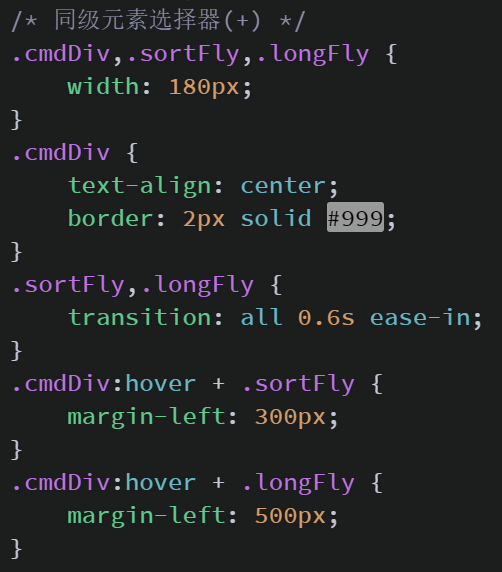 /* 同级元素选择器(+) */
.cmdDiv,.sortFly,.longFly {
    width: 180px;
}
.cmdDiv {
    text-align: center;
    border: 2px solid #999;
}
.sortFly,.longFly {
    transition: all 0.6s ease-in;
}
.cmdDiv:hover + .sortFly {
    margin-left: 300px;
}
.cmdDiv:hover + .longFly {
    margin-left: 500px;
}